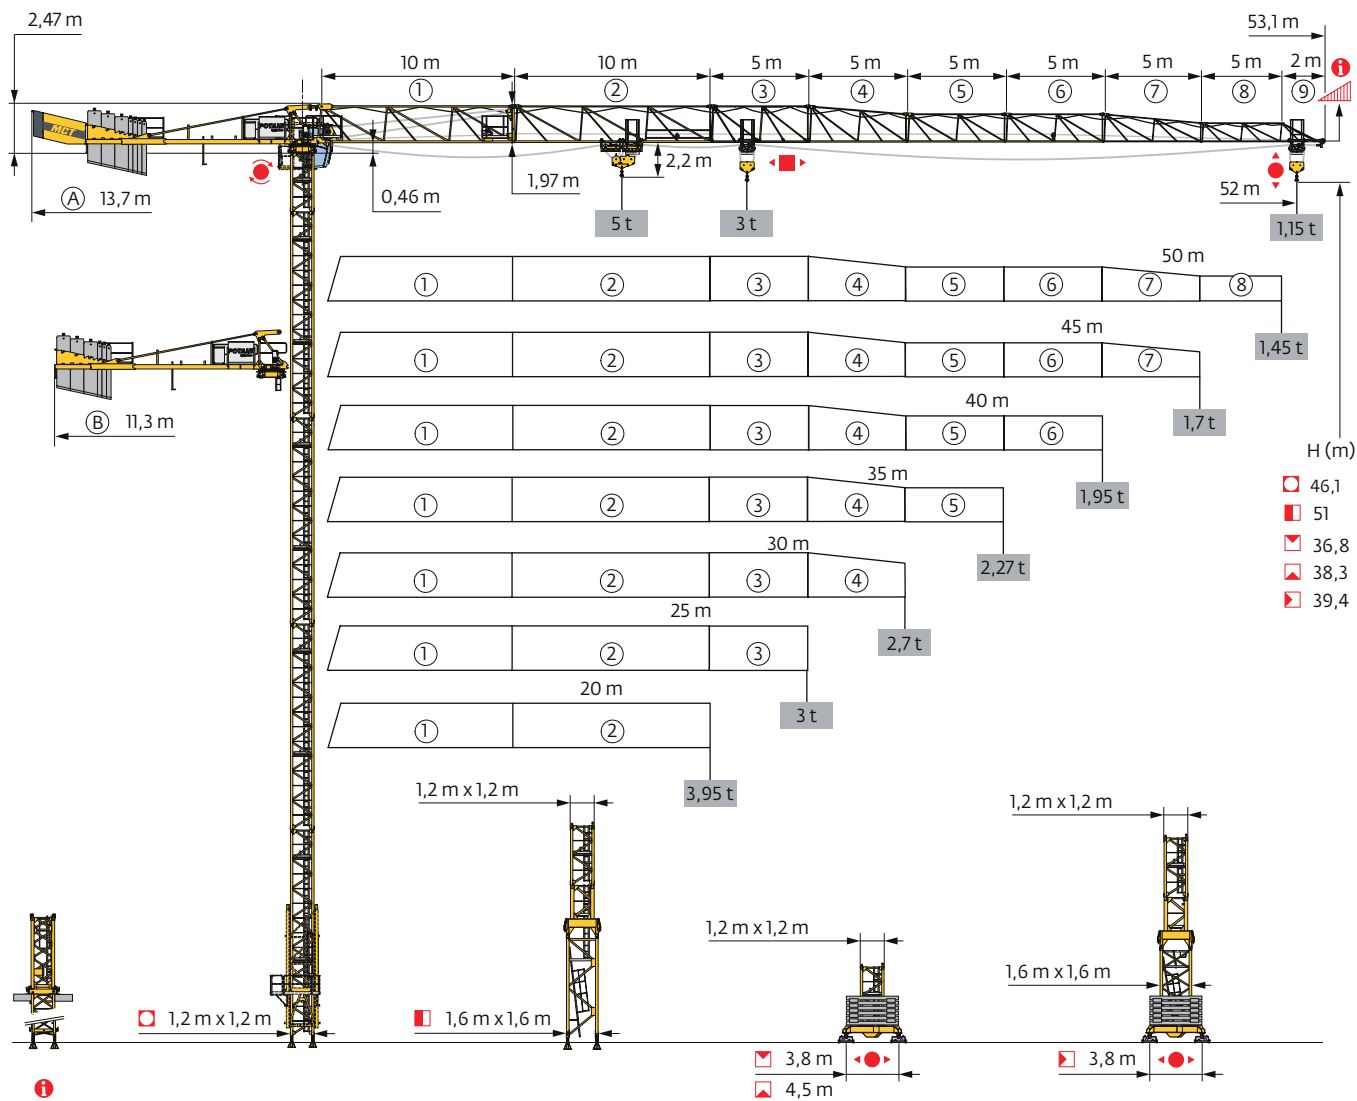 2,47 m
53,1 m
10 m
10 m
5 m
5 m
5 m
5 m
5 m
5 m
2 m
i
1
2
3
4
5
6
7
8
9
MCT
POTAIN
2,2 m
1,97 m
0,46 m
A 13,7 m
52 m
5 t
3 t
1,15 t
50 m
1 2 3 4 5 6 7 8
1,45 t
45 m
1 2 3 4 5 6 7
1,7 t
POTAIN
B 11,3 m
40 m
1 2 3 4 5 6
1,95 t
H (m)
46,1
51
36,8
38,3
39,4
35 m
1 2 3 4 5
2,27 t
30 m
1 2 3 4
2,7 t
25 m
1 2 3
3 t
20 m
1 2
3,95 t
1,2 m x 1,2 m
1,2 m x 1,2 m
1,2 m x 1,2 m
1,6 m x 1,6 m
1,2 m x 1,2 m
1,6 m x 1,6 m
3,8 m
4,5 m
3,8 m
i